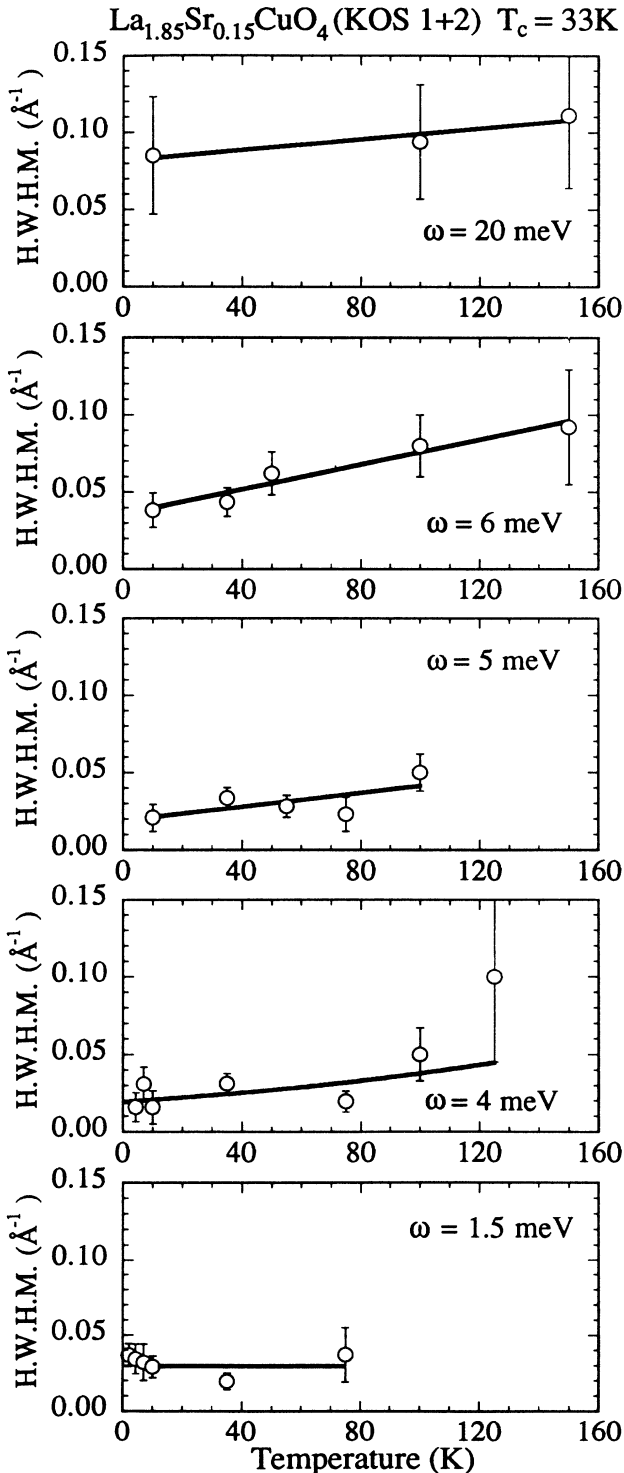 La1.85Sr0.15CuO4 (KOS 1+2) Tc = 33K
0.15
0.10
0.05
0.00
H.W.H.M. (Å-1)
ω = 20 meV
0 40 80 120 160
0.15
0.10
0.05
0.00
H.W.H.M. (Å-1)
ω = 6 meV
0 40 80 120 160
0.15
0.10
0.05
0.00
H.W.H.M. (Å-1)
ω = 5 meV
0 40 80 120 160
0.15
0.10
0.05
0.00
H.W.H.M. (Å-1)
ω = 4 meV
0 40 80 120 160
0.15
0.10
0.05
0.00
H.W.H.M. (Å-1)
ω = 1.5 meV
0 40 80 120 160
Temperature (K)